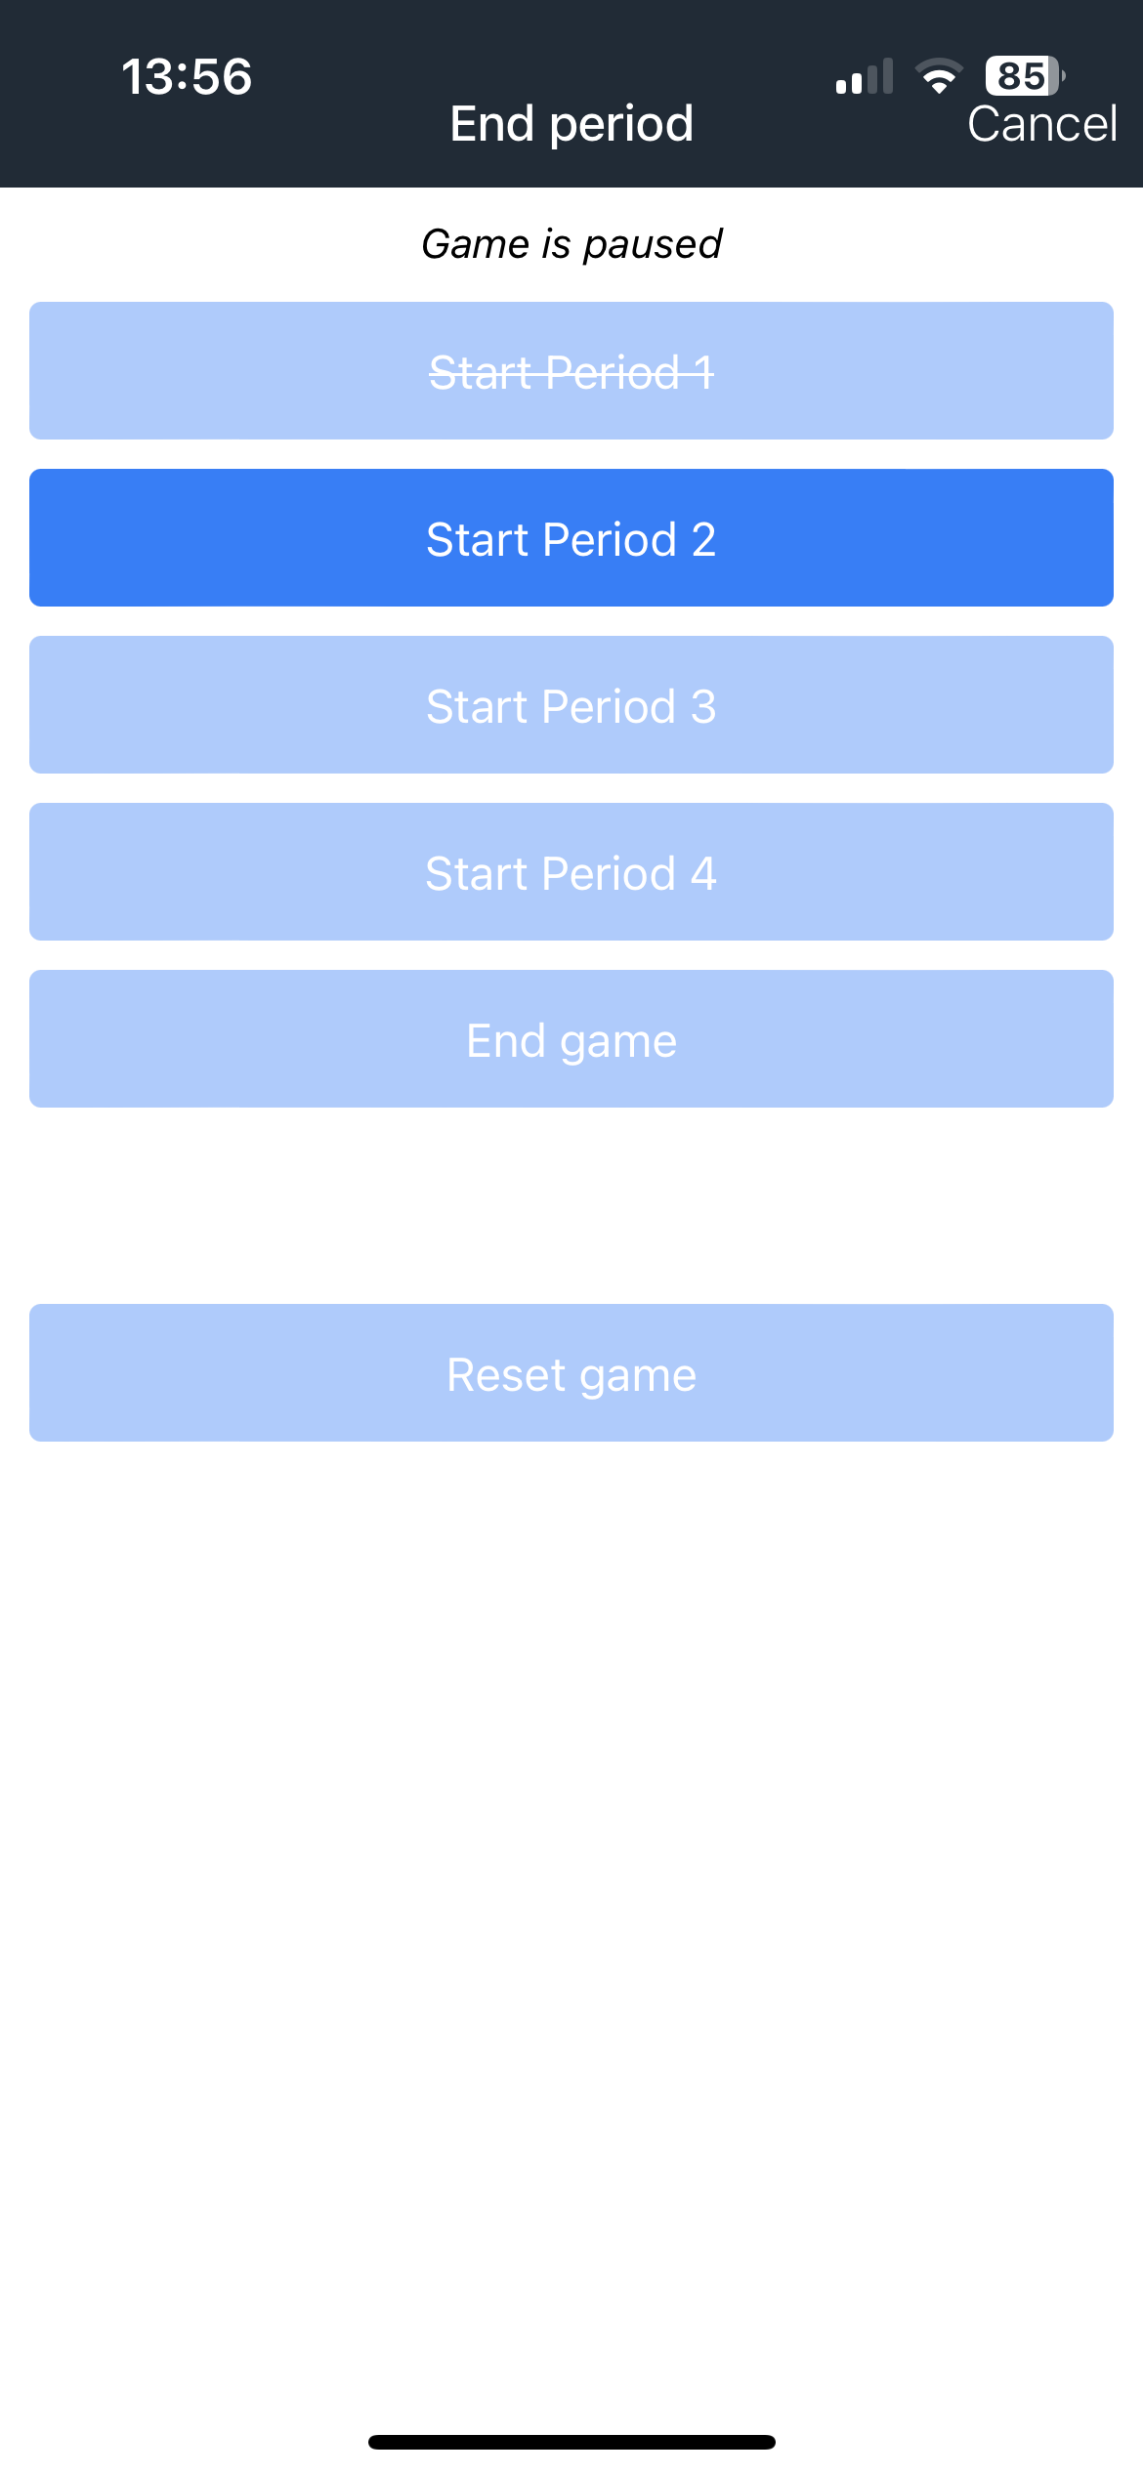 13:56
85
End period
Cancel
Game is paused
Start Period 1
Start Period 2
Start Period 3
Start Period 4
End game
Reset game